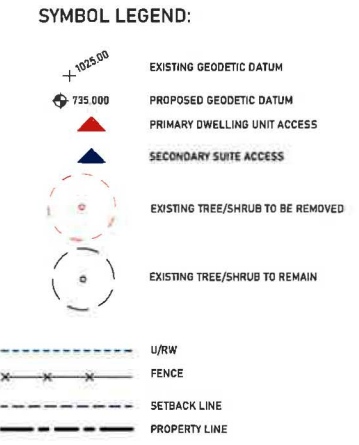 SYMBOL LEGEND:
1025.00 EXISTING GEODETIC DATUM
735.000 PROPOSED GEODETIC DATUM
PRIMARY DWELLING UNIT ACCESS
SECONDARY SUITE ACCESS
EXISTING TREE/SHRUB TO BE REMOVED
EXISTING TREE/SHRUB TO REMAIN
U/RW
FENCE
SETBACK LINE
PROPERTY LINE